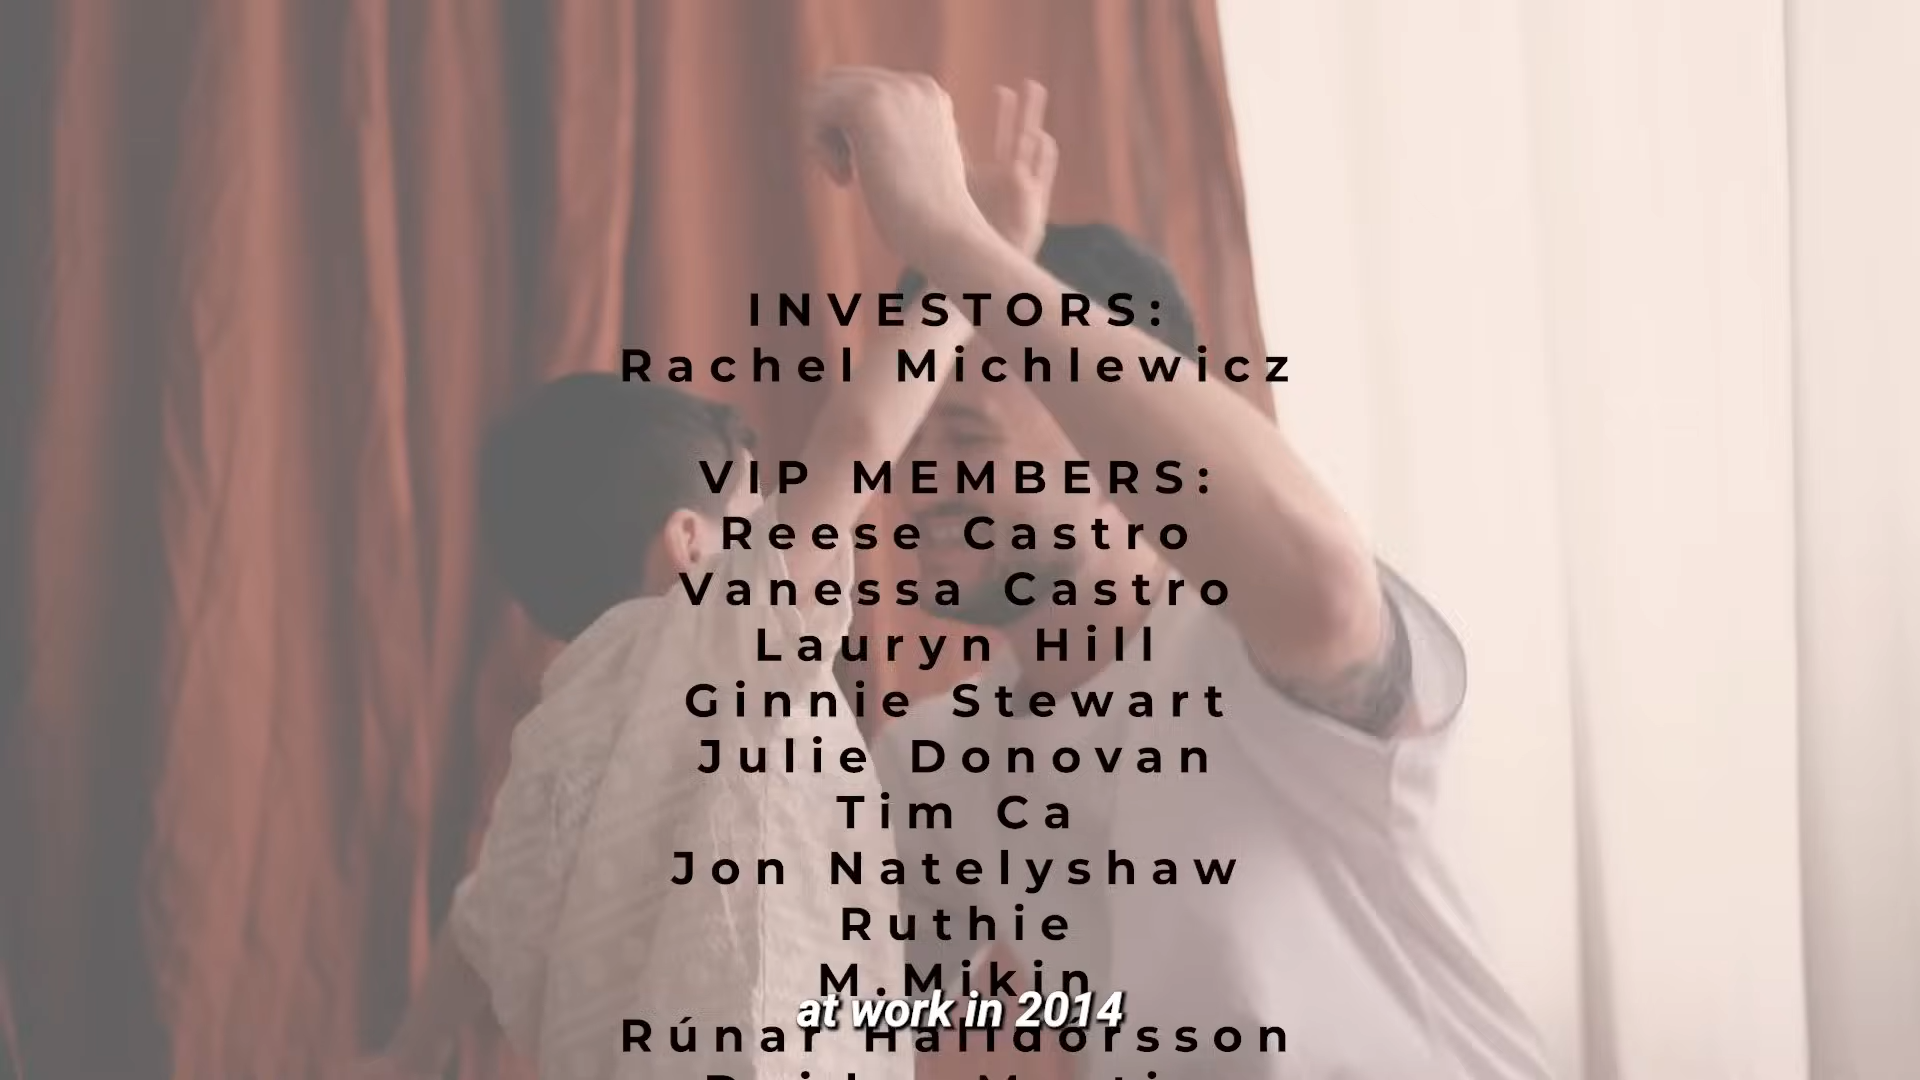 INVESTORS:
Rachel Michlewicz
VIP MEMBERS:
Reese Castro
Vanessa Castro
Lauryn Hill
Ginnie Stewart
Julie Donovan
Tim Ca
Jon Natelyshaw
Ruthie
M.Mikin
at work in 2014
Rúnar Halldórsson